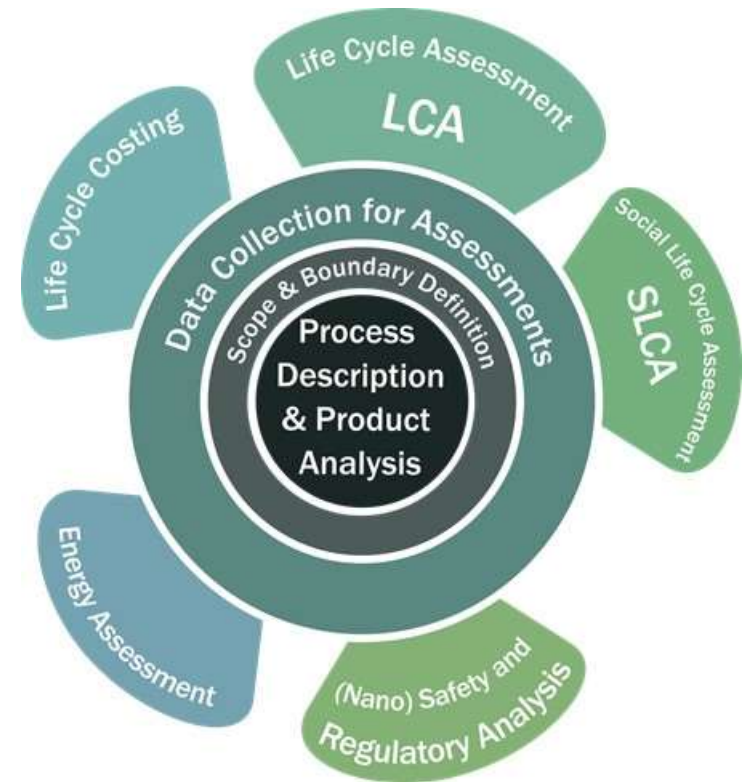 Life Cycle Assessment
LCA
Social Life Cycle Assessment
SLCA
(Nano) Safety and
Regulatory Analysis
Energy Assessment
Life Cycle Costing
Data Collection for Assessments
Scope & Boundary Definition
Process
Description
& Product
Analysis